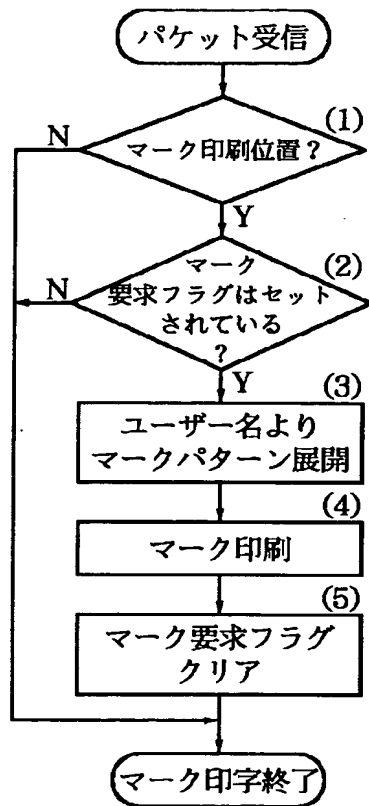 パケット受信
(1)
N
マーク印刷位置?
Y
(2)
マーク
N
要求フラグはセット
されている
?
Y
(3)
ユーザー名より
マークパターン展開
(4)
マーク印刷
(5)
マーク要求フラグ
クリア
マーク印字終了